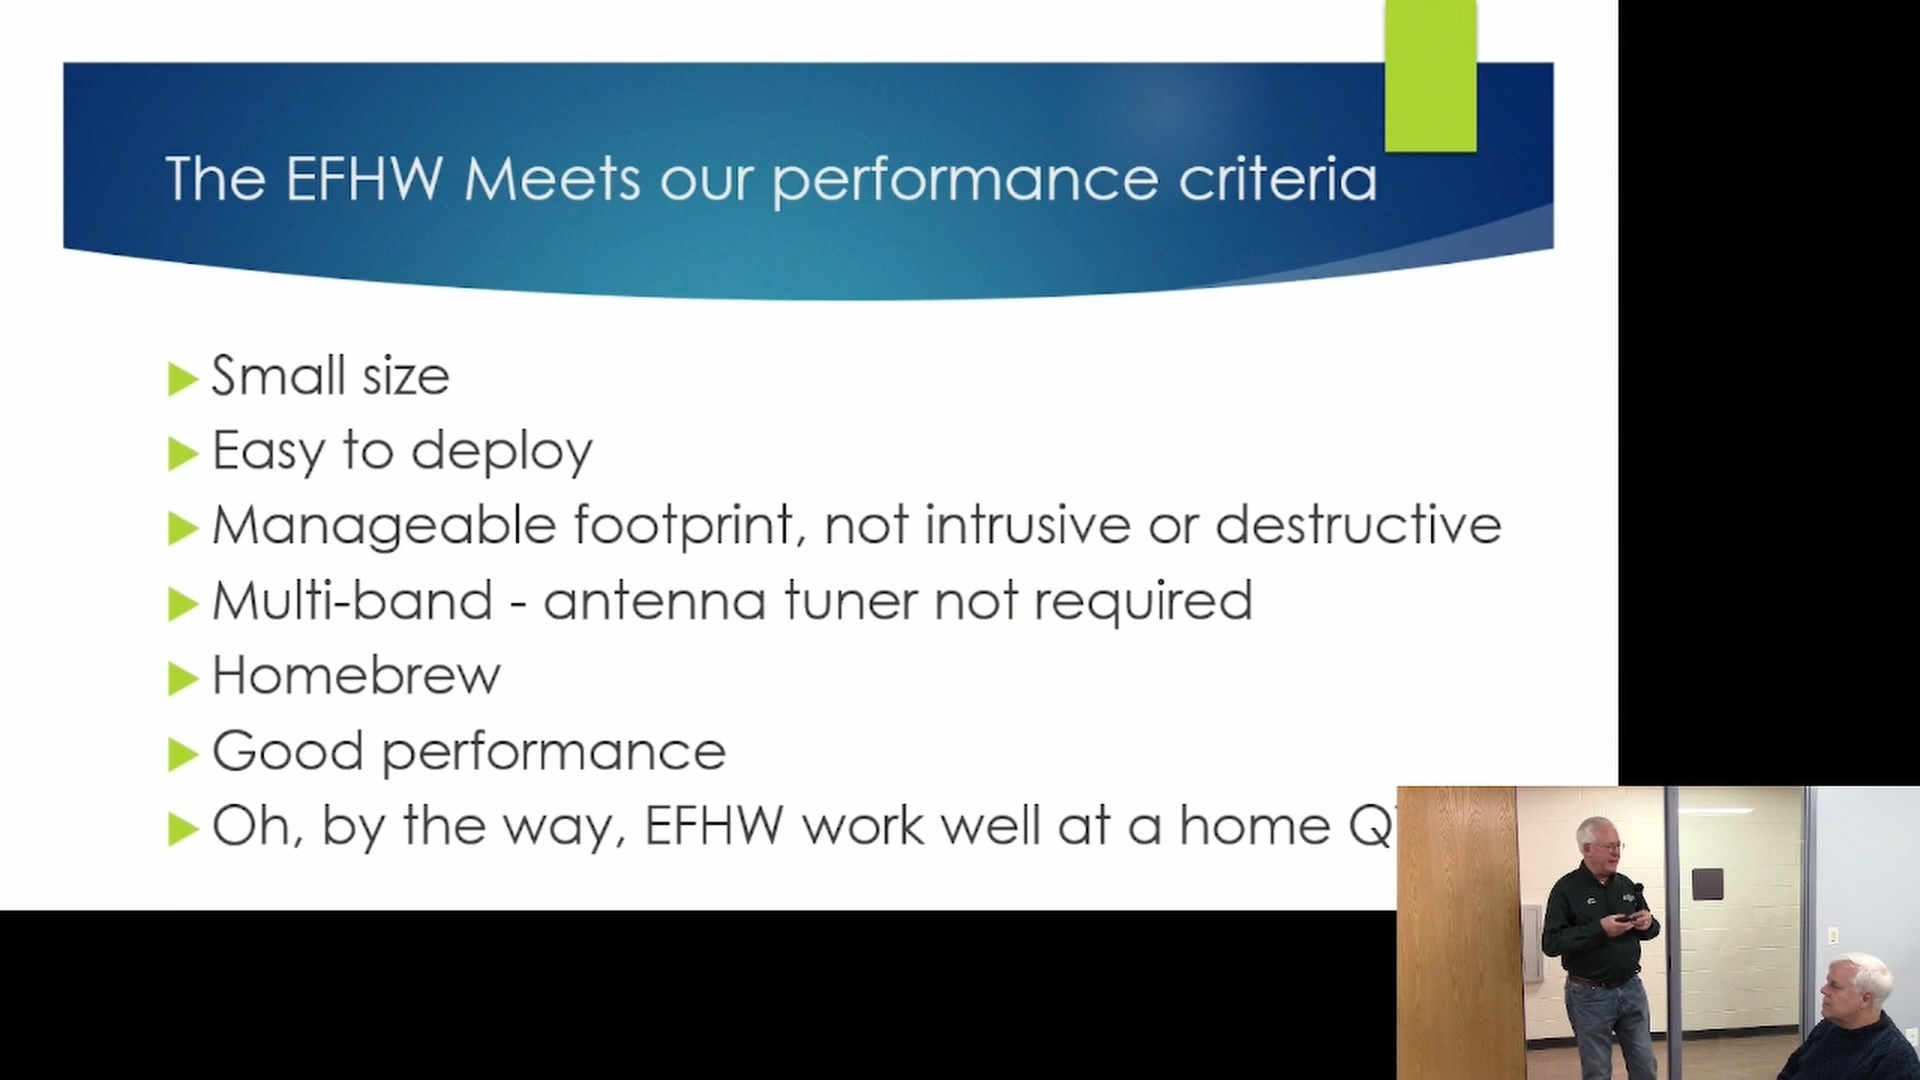 The EFHW Meets our performance criteria
Small size
Easy to deploy
Manageable footprint, not intrusive or destructive
Multi-band - antenna tuner not required
Homebrew
Good performance
Oh, by the way, EFHW work well at a home